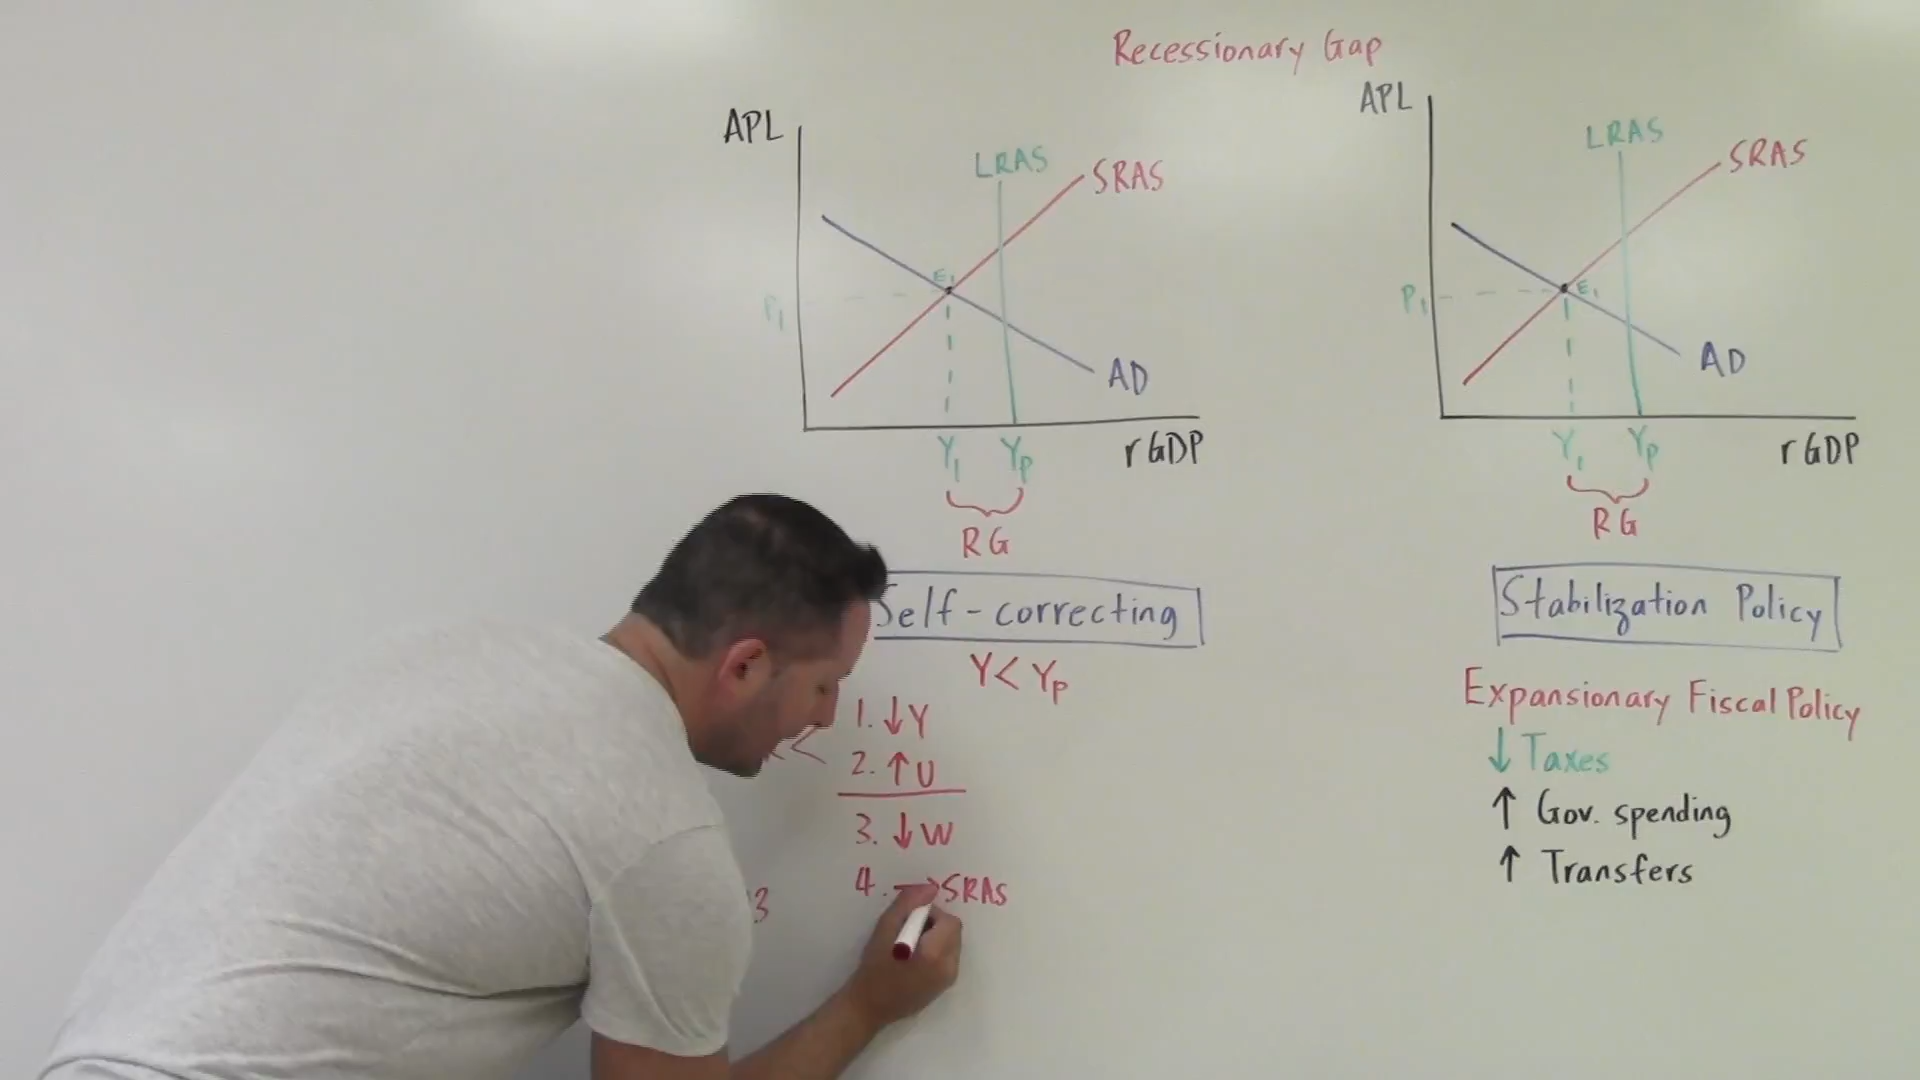 Recessionary Gap
APL
LRAS
SRAS
E1
P1
AD
Y1 Yp rGDP
RG
Self-correcting
Y < Yp
1. ↓Y
2. ↑U
3. ↓W
4. →SRAS
3
APL
LRAS
SRAS
E1
P1
AD
Y1 Yp rGDP
RG
Stabilization Policy
Expansionary Fiscal Policy
↓ Taxes
↑ Gov. spending
↑ Transfers